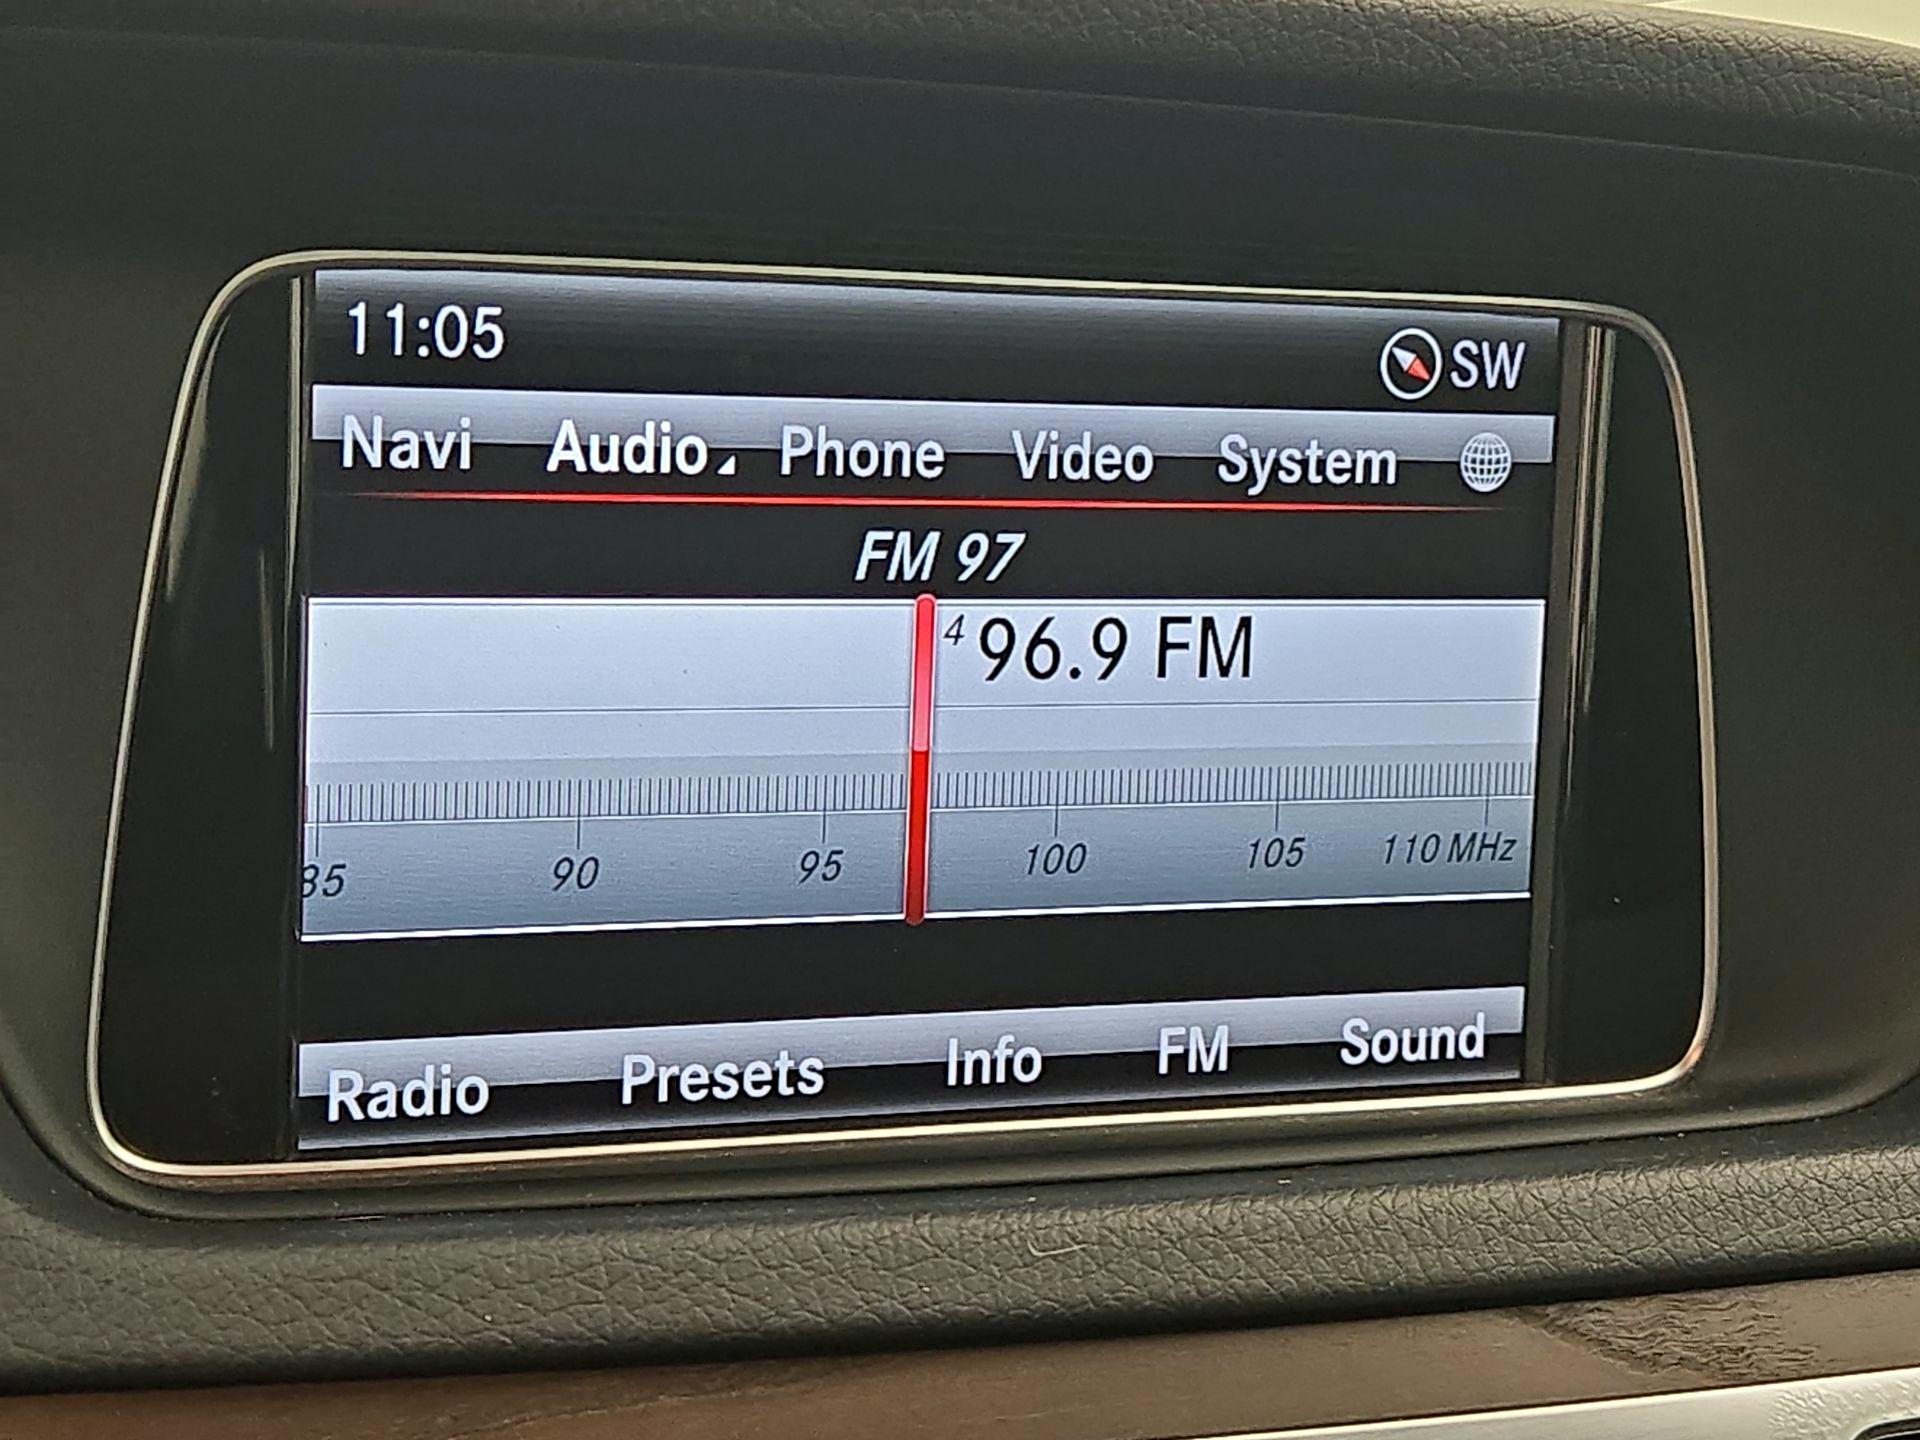 11:05 SW
Navi Audio Phone Video System
FM 97
4 96.9 FM
85 90 95 100 105 110 MHz
Radio Presets Info FM Sound